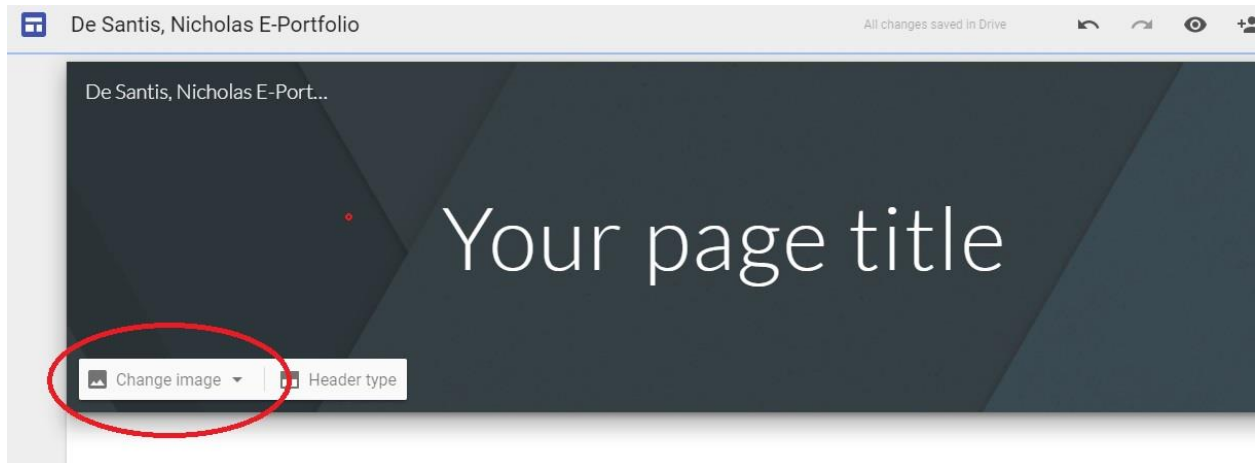 De Santis, Nicholas E-Portfolio All changes saved in Drive
De Santis, Nicholas E-Port...
Your page title
Change image Header type